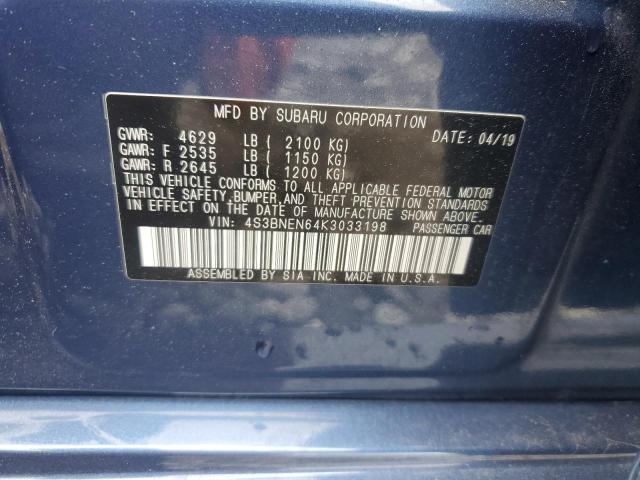 MFD BY SUBARU CORPORATION
GVWR: 4629 LB ( 2100 KG) DATE: 04/19
GAWR: F 2535 LB ( 1150 KG)
GAWR: R 2645 LB ( 1200 KG)
THIS VEHICLE CONFORMS TO ALL APPLICABLE FEDERAL MOTOR
VEHICLE SAFETY, BUMPER, AND THEFT PREVENTION STANDARDS
IN EFFECT ON THE DATE OF MANUFACTURE SHOWN ABOVE.
VIN: 4S3BNEN64K3033198 PASSENGER CAR
ASSEMBLED BY SIA INC. MADE IN U.S.A.